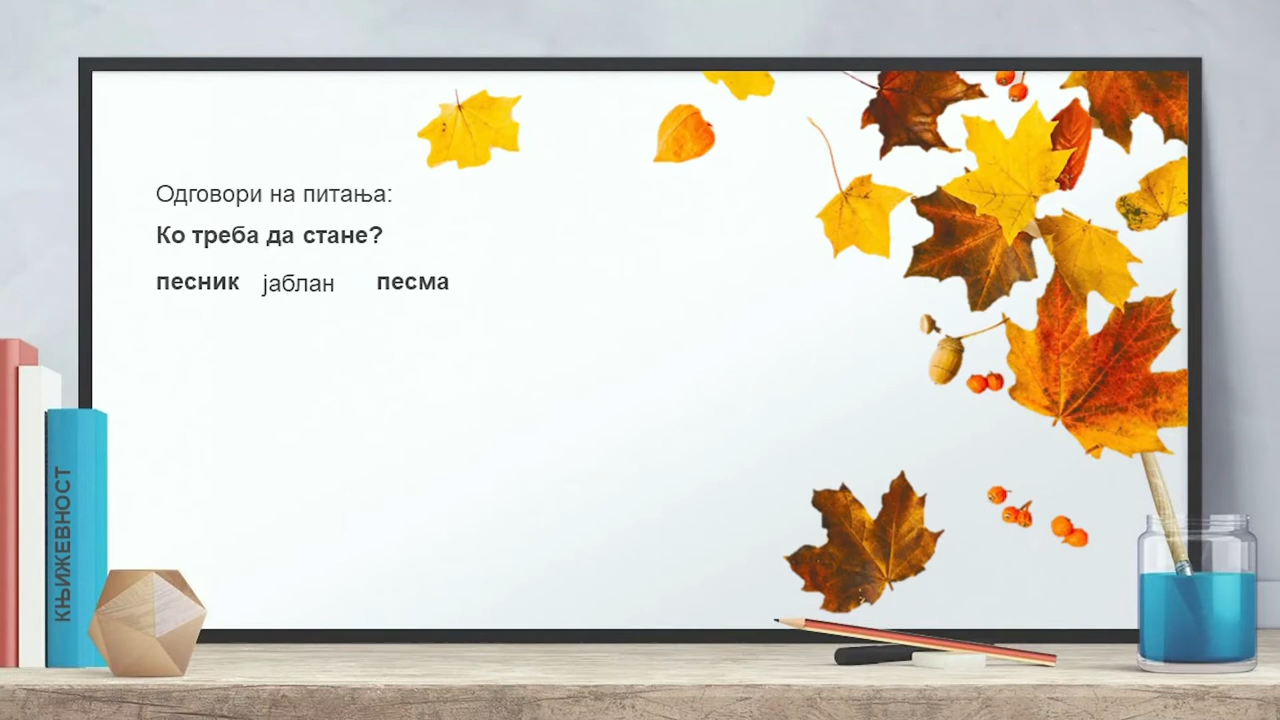 Одговори на питања:
Ко треба да стане?
песник јаблан песма
КЊИЖЕВНОСТ